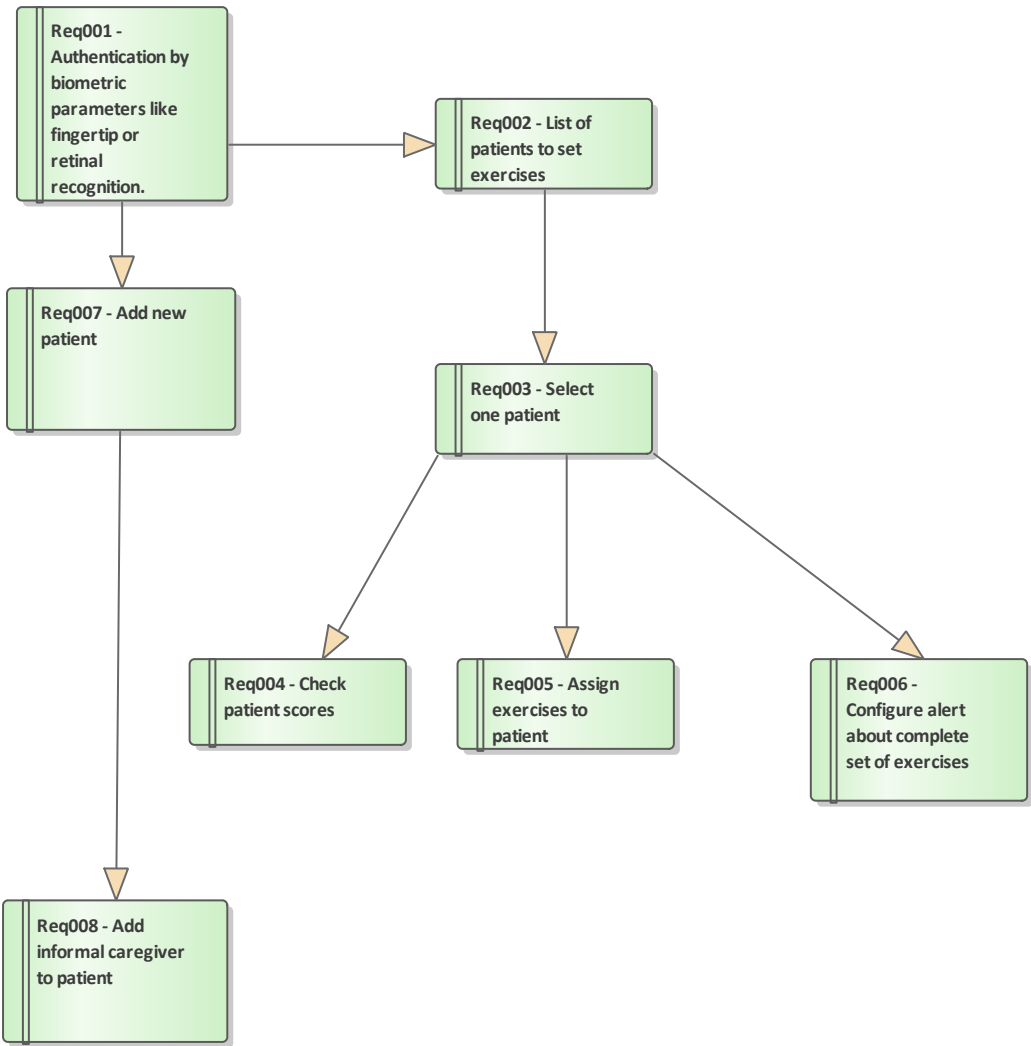 Req001 -
Authentication by
biometric
parameters like
fingertip or
retinal
recognition.
Req002 - List of
patients to set
exercises
Req007 - Add new
patient
Req003 - Select
one patient
Req004 - Check
patient scores
Req005 - Assign
exercises to
patient
Req006 -
Configure alert
about complete
set of exercises
Req008 - Add
informal caregiver
to patient